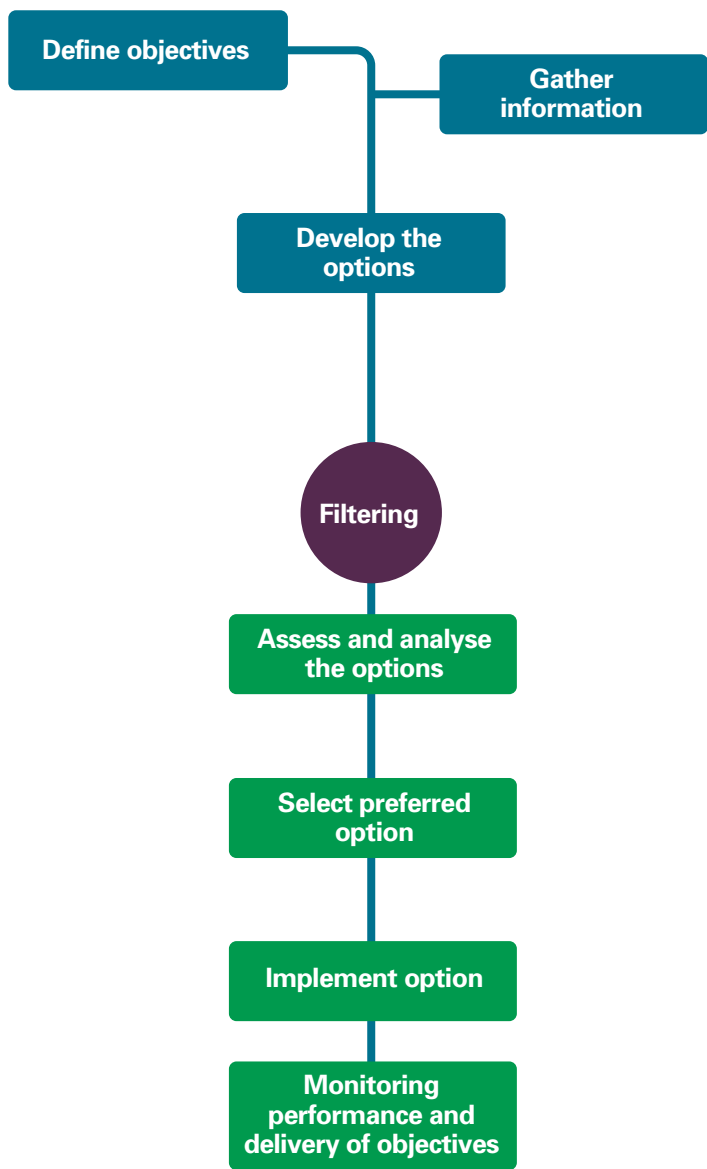 Define objectives
Gather
information
Develop the
options
Filtering
Assess and analyse
the options
Select preferred
option
Implement option
Monitoring
performance and
delivery of objectives